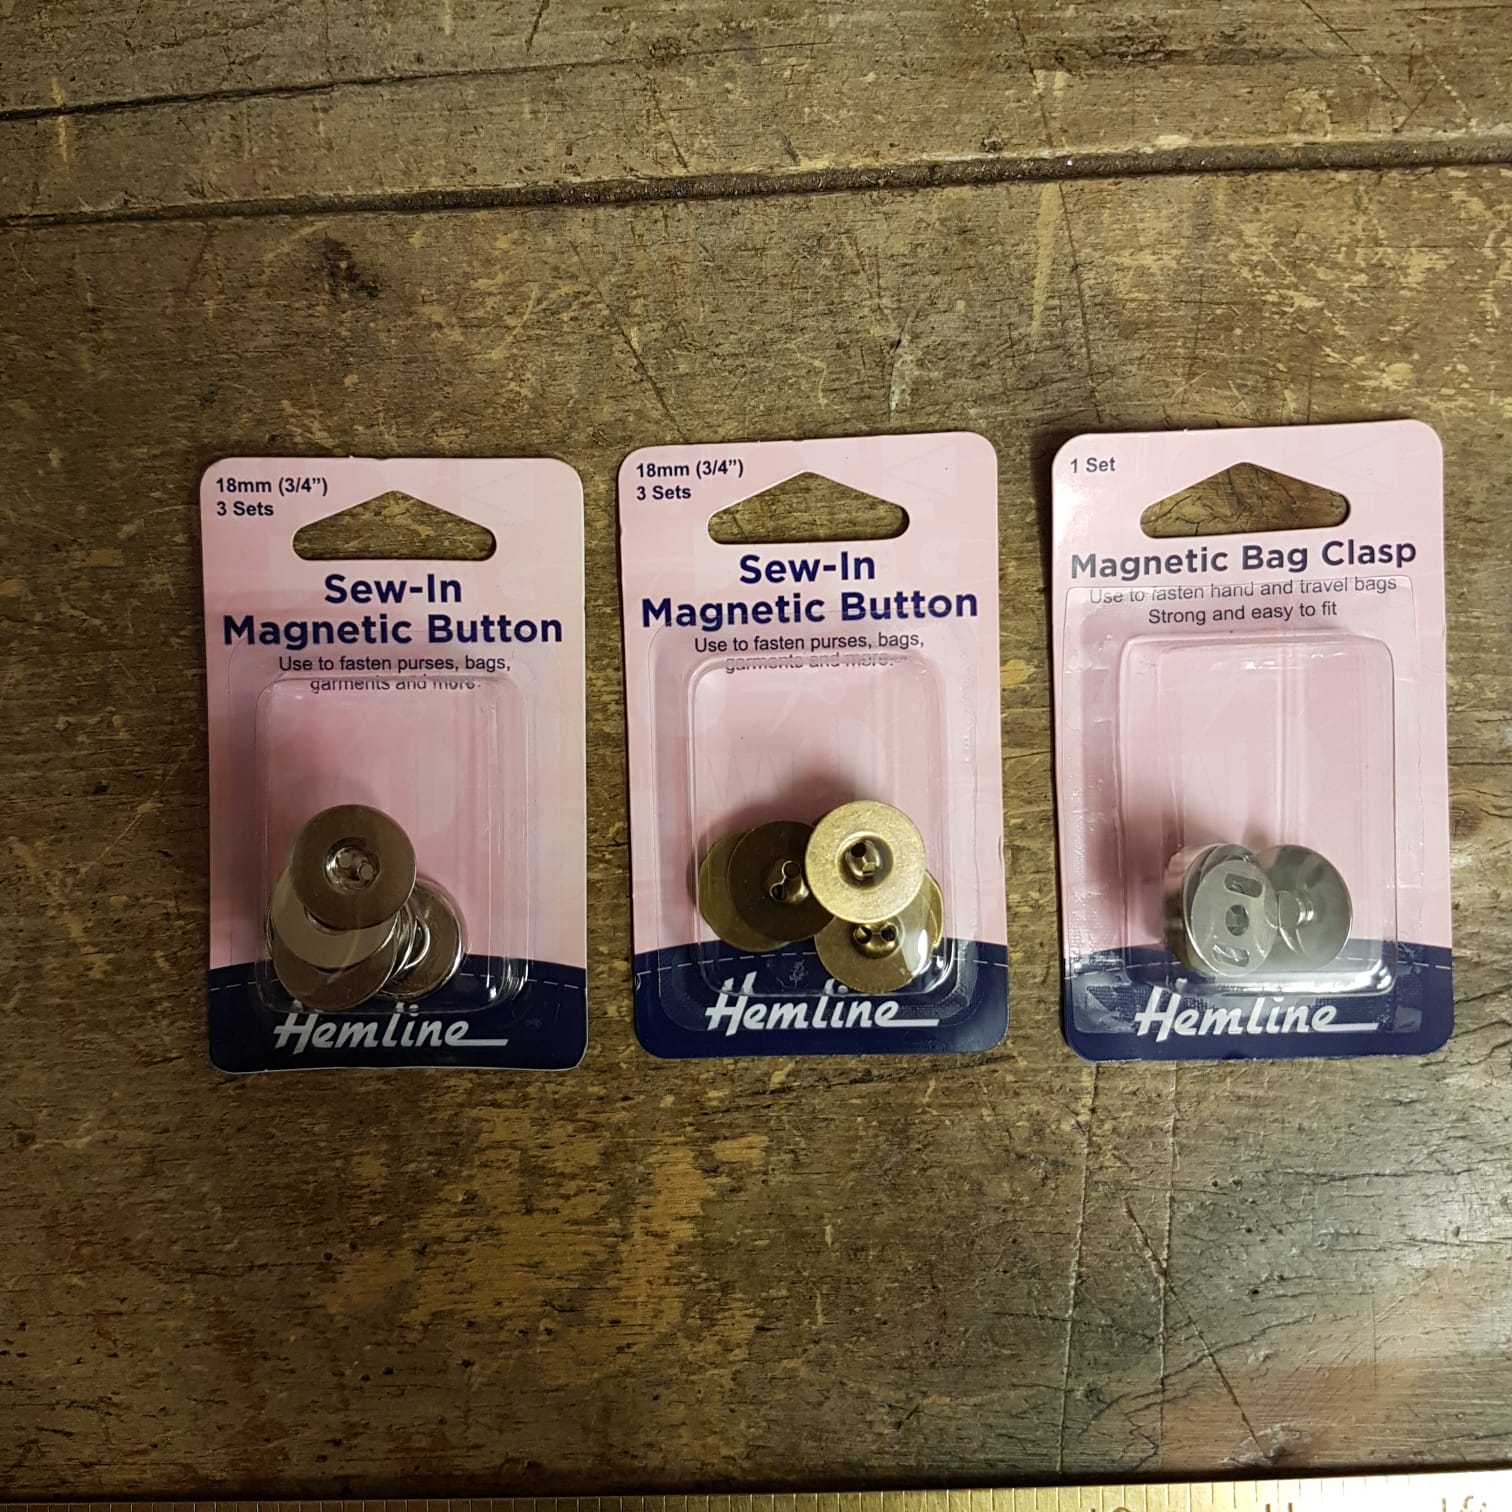 18mm (3/4”)
3 Sets
Sew-In
Magnetic Button
Use to fasten purses, bags,
garments and more.
Hemline
18mm (3/4”)
3 Sets
Sew-In
Magnetic Button
Use to fasten purses, bags,
garments and more.
Hemline
1 Set
Magnetic Bag Clasp
Use to fasten hand and travel bags
Strong and easy to fit
Hemline